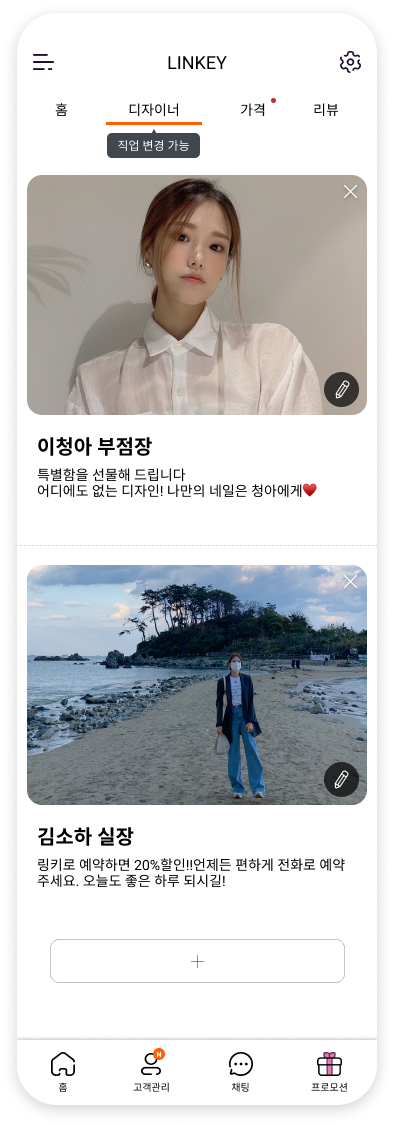 LINKEY
홈 디자이너 가격 리뷰
직업 변경 가능
이청아 부점장
특별함을 선물해 드립니다
어디에도 없는 디자인! 나만의 네일은 청아에게♥️
김소하 실장
링키로 예약하면 20%할인!!언제든 편하게 전화로 예약
주세요. 오늘도 좋은 하루 되시길!
N
홈 고객관리 채팅 프로모션